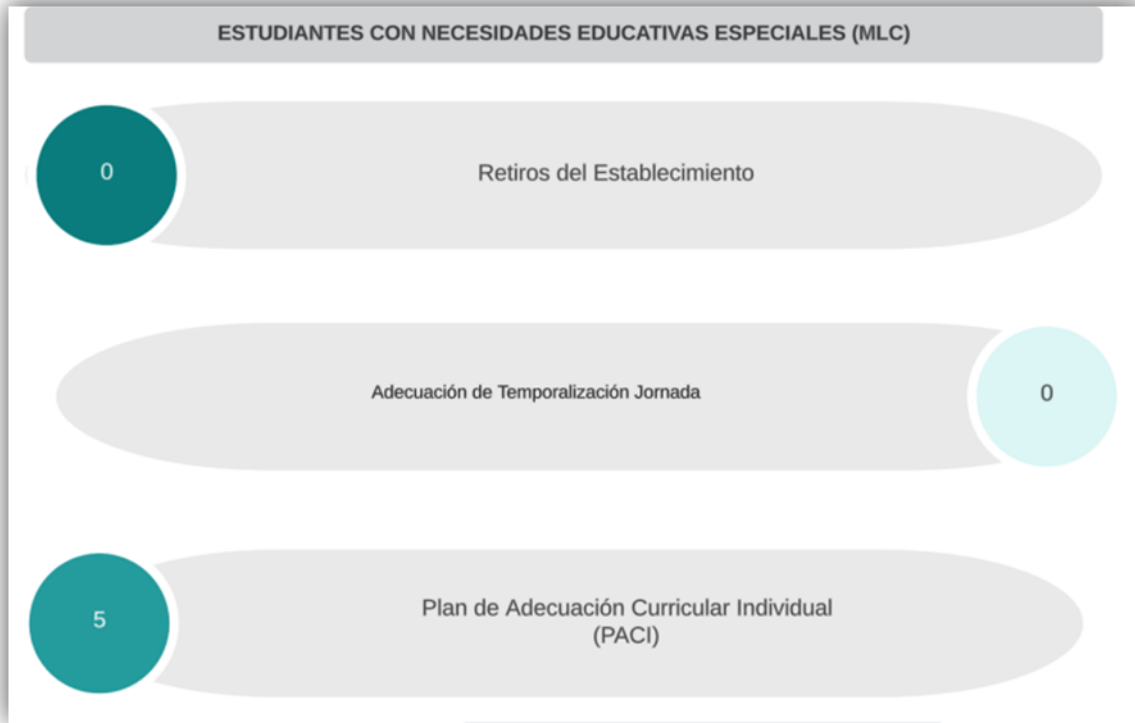 ESTUDIANTES CON NECESIDADES EDUCATIVAS ESPECIALES (MLC)
0
Retiros del Establecimiento
Adecuación de Temporalización Jornada
0
5
Plan de Adecuación Curricular Individual
(PACI)